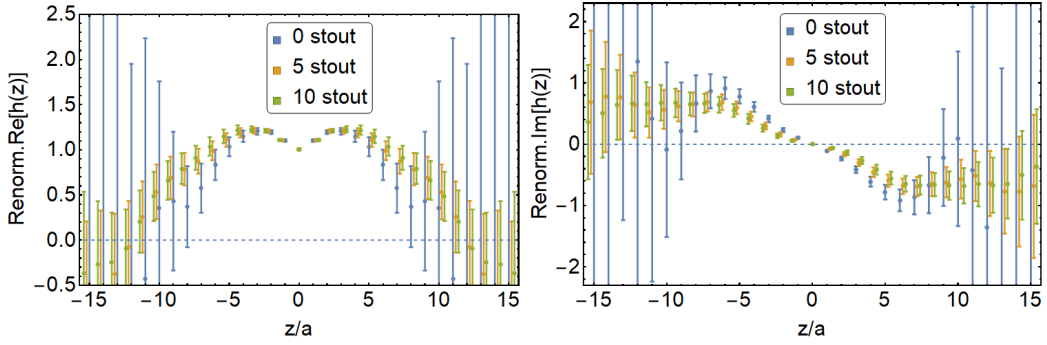 Renorm.Re[h(z)]
2.5
2.0
1.5
1.0
0.5
0.0
−0.5
0 stout
5 stout
10 stout
−15 −10 −5 0 5 10 15
z/a
Renorm.Im[h(z)]
2
1
0
−1
−2
0 stout
5 stout
10 stout
−15 −10 −5 0 5 10 15
z/a